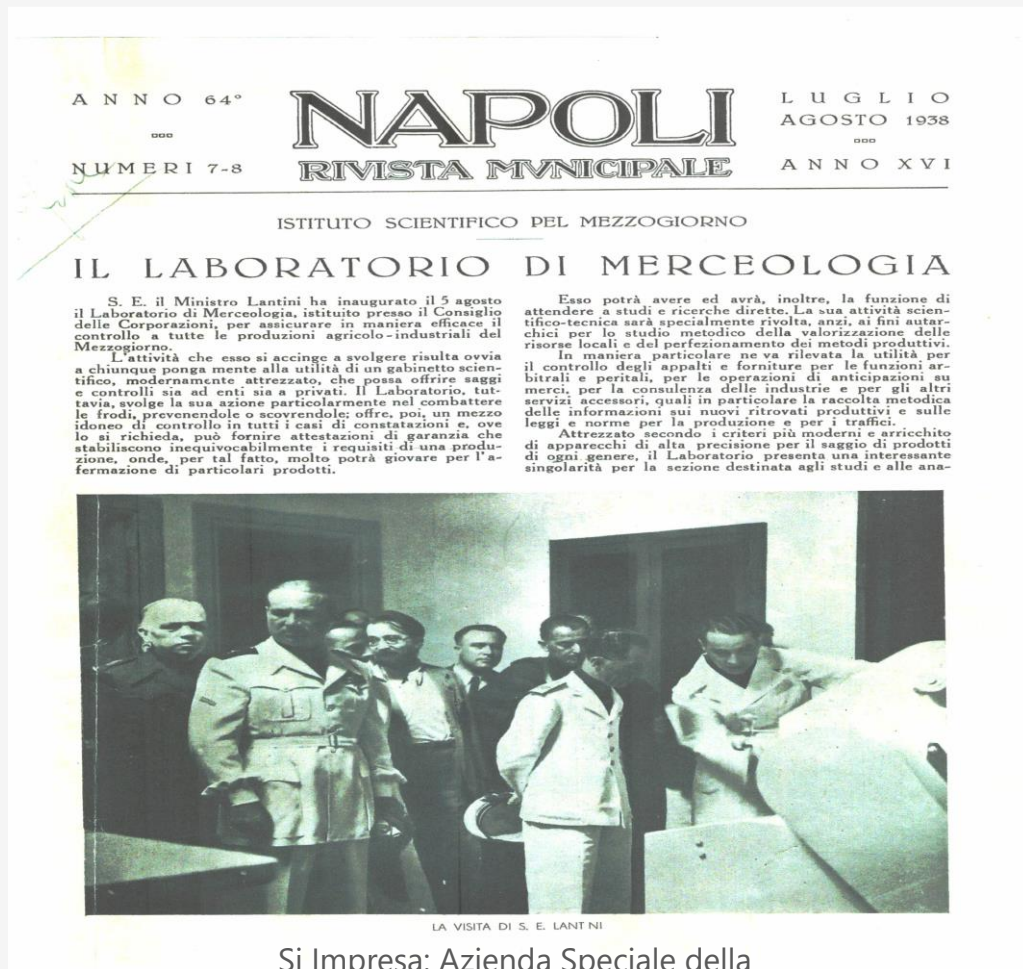 ANNO 64°
NUMERI 7-8
NAPOLI
RIVISTA MVNICIPALE
LUGLIO
AGOSTO 1938
ANNO XVI
ISTITUTO SCIENTIFICO PEL MEZZOGIORNO
IL LABORATORIO DI MERCEOLOGIA
S. E. il Ministro Lantini ha inaugurato il 5 agosto
il Laboratorio di Merceologia, istituito presso il Consiglio
delle Corporazioni, per assicurare in maniera efficace il
controllo a tutte le produzioni agricolo-industriali del
Mezzogiorno.
L'attività che esso si accinge a svolgere risulta ovvia
a chiunque ponga mente alla utilità di un gabinetto scien-
tifico, modernamente attrezzato, che possa offrire saggi
e controlli sia ad enti sia a privati. Il Laboratorio, tut-
tavia, svolge la sua azione particolarmente nel combattere
le frodi, prevenendole o scovrendole; offre, poi, un mezzo
idoneo di controllo in tutti i casi di constatazioni e, ove
lo si richieda, può fornire attestazioni di garanzia che
stabiliscono inequivocabilmente i requisiti di una produ-
zione, onde, per tal fatto, molto potrà giovare per l'a-
fermazione di particolari prodotti.
Esso potrà avere ed avrà, inoltre, la funzione di
attendere a studi e ricerche dirette. La sua attività scien-
tifico-tecnica sarà specialmente rivolta, anzi, ai fini autar-
chici per lo studio metodico della valorizzazione delle
risorse locali e del perfezionamento dei metodi produttivi.
In maniera particolare ne va rilevata la utilità per
il controllo degli appalti e forniture per le funzioni ar-
bitrali e peritali, per le operazioni di anticipazioni su
merci, per la consulenza delle industrie e per gli altri
servizi accessori, quali in particolare la raccolta metodica
delle informazioni sui nuovi ritrovati produttivi e sulle
leggi e norme per la produzione e per i traffici.
Attrezzato secondo i criteri più moderni e arricchito
di apparecchi di alta precisione per il saggio di prodotti
di ogni genere, il Laboratorio presenta una interessante
singolarità per la sezione destinata agli studi e alle ana-
LA VISITA DI S. E. LANT NI
Si Impresa: Azienda Speciale della